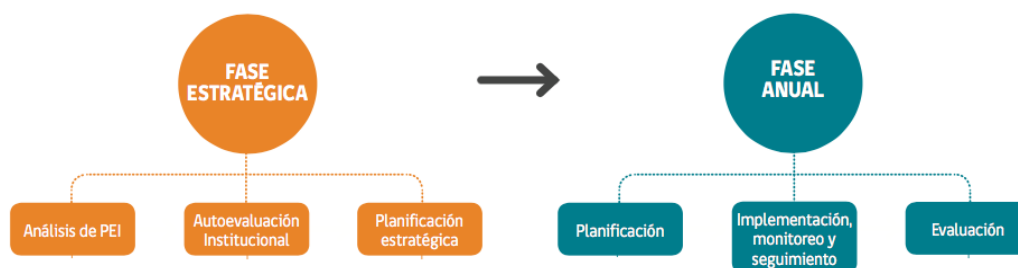 FASE
ESTRATÉGICA
FASE
ANUAL
Análisis de PEI
Autoevaluación
Institucional
Planificación
estratégica
Planificación
Implementación,
monitoreo y
seguimiento
Evaluación